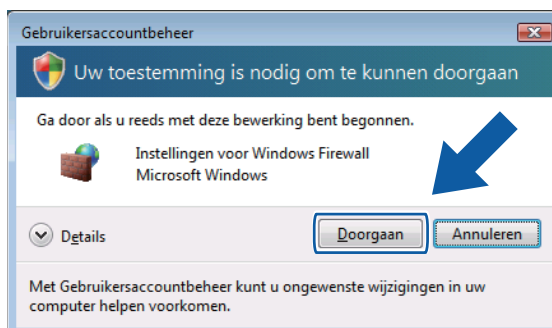 Gebruikersaccountbeheer
Uw toestemming is nodig om te kunnen doorgaan
Ga door als u reeds met deze bewerking bent begonnen.
Instellingen voor Windows Firewall
Microsoft Windows
Details
Doorgaan
Annuleren
Met Gebruikersaccountbeheer kunt u ongewenste wijzigingen in uw
computer helpen voorkomen.